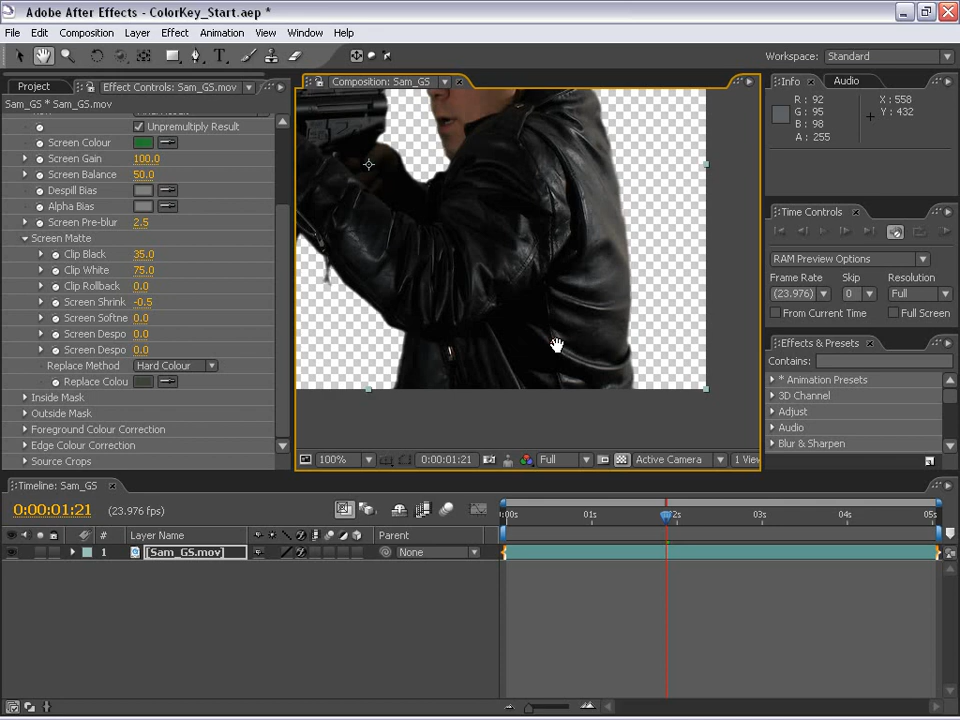 Adobe After Effects - ColorKey_Start.aep *
File Edit Composition Layer Effect Animation View Window Help
Workspace: Standard
Project
Effect Controls: Sam_GS.mov
Sam_GS * Sam_GS.mov
Unpremultiply Result
Screen Colour
Screen Gain 100.0
Screen Balance 50.0
Despill Bias
Alpha Bias
Screen Pre-blur 2.5
Screen Matte
Clip Black 35.0
Clip White 75.0
Clip Rollback 0.0
Screen Shrink -0.5
Screen Softne 0.0
Screen Despo 0.0
Screen Despo 0.0
Replace Method Hard Colour
Replace Colou
Inside Mask
Outside Mask
Foreground Colour Correction
Edge Colour Correction
Source Crops
Composition: Sam_GS
100% 0:00:01:21 Full Active Camera 1 View
Info Audio
R: 92 X: 558
G: 95 Y: 432
B: 98
A: 255
Time Controls
RAM Preview Options
Frame Rate Skip Resolution
(23.976) 0 Full
From Current Time Full Screen
Effects & Presets
Contains:
* Animation Presets
3D Channel
Adjust
Audio
Blur & Sharpen
Timeline: Sam_GS
0:00:01:21 (23.976 fps)
:00s 01s 2s 03s 04s 05s
# Layer Name Parent
1 [Sam_GS.mov] None